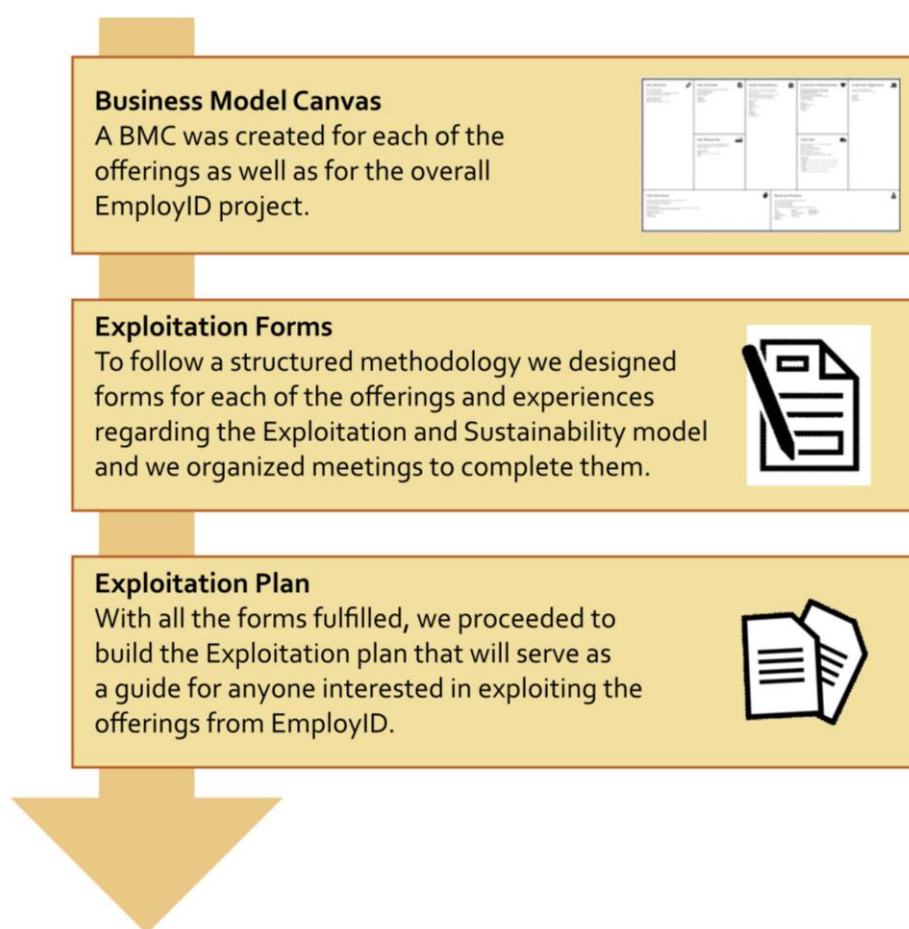 Business Model Canvas
A BMC was created for each of the
offerings as well as for the overall
EmployID project.
Exploitation Forms
To follow a structured methodology we designed
forms for each of the offerings and experiences
regarding the Exploitation and Sustainability model
and we organized meetings to complete them.
Exploitation Plan
With all the forms fulfilled, we proceeded to
build the Exploitation plan that will serve as
a guide for anyone interested in exploiting the
offerings from EmployID.